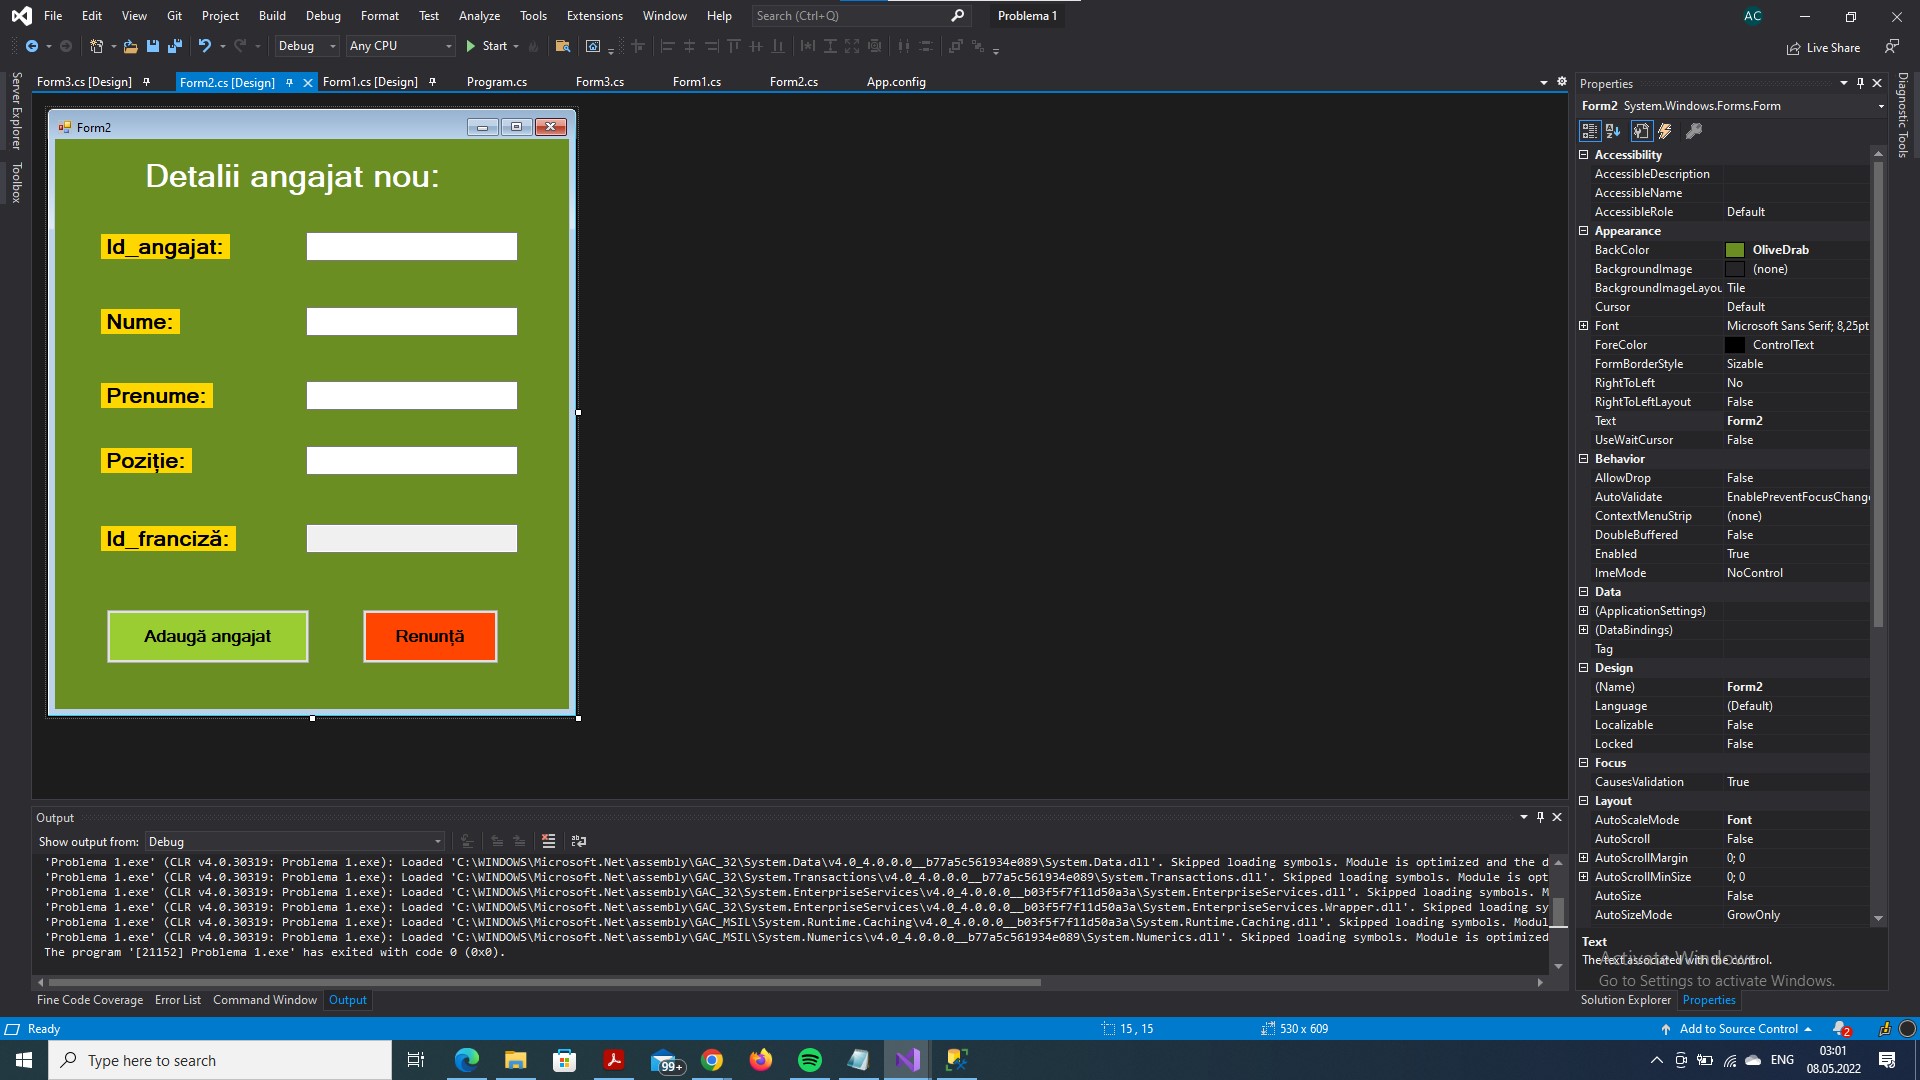 File Edit View Git Project Build Debug Format Test Analyze Tools Extensions Window Help Search (Ctrl+Q) Problema 1 AC
Debug Any CPU Start Live Share
Server Explorer
Toolbox
Form3.cs [Design] Form2.cs [Design] Form1.cs [Design] Program.cs Form3.cs Form1.cs Form2.cs App.config
Form2
Detalii angajat nou:
Id_angajat:
Nume:
Prenume:
Poziție:
Id_franciză:
Adaugă angajat Renunță
Properties
Form2 System.Windows.Forms.Form
Accessibility
AccessibleDescription
AccessibleName
AccessibleRole Default
Appearance
BackColor OliveDrab
BackgroundImage (none)
BackgroundImageLayou Tile
Cursor Default
Font Microsoft Sans Serif; 8,25pt
ForeColor ControlText
FormBorderStyle Sizable
RightToLeft No
RightToLeftLayout False
Text Form2
UseWaitCursor False
Behavior
AllowDrop False
AutoValidate EnablePreventFocusChang
ContextMenuStrip (none)
DoubleBuffered False
Enabled True
ImeMode NoControl
Data
(ApplicationSettings)
(DataBindings)
Tag
Design
(Name) Form2
Language (Default)
Localizable False
Locked False
Focus
CausesValidation True
Layout
AutoScaleMode Font
AutoScroll False
AutoScrollMargin 0; 0
AutoScrollMinSize 0; 0
AutoSize False
AutoSizeMode GrowOnly
Text
The text associated with the control.
Activate Windows
Go to Settings to activate Windows.
Solution Explorer Properties
Diagnostic Tools
Output
Show output from: Debug
'Problema 1.exe' (CLR v4.0.30319: Problema 1.exe): Loaded 'C:\WINDOWS\Microsoft.Net\assembly\GAC_32\System.Data\v4.0_4.0.0.0__b77a5c561934e089\System.Data.dll'. Skipped loading symbols. Module is optimized and the d
'Problema 1.exe' (CLR v4.0.30319: Problema 1.exe): Loaded 'C:\WINDOWS\Microsoft.Net\assembly\GAC_32\System.Transactions\v4.0_4.0.0.0__b77a5c561934e089\System.Transactions.dll'. Skipped loading symbols. Module is opt
'Problema 1.exe' (CLR v4.0.30319: Problema 1.exe): Loaded 'C:\WINDOWS\Microsoft.Net\assembly\GAC_32\System.EnterpriseServices\v4.0_4.0.0.0__b03f5f7f11d50a3a\System.EnterpriseServices.dll'. Skipped loading symbols. M
'Problema 1.exe' (CLR v4.0.30319: Problema 1.exe): Loaded 'C:\WINDOWS\Microsoft.Net\assembly\GAC_32\System.EnterpriseServices\v4.0_4.0.0.0__b03f5f7f11d50a3a\System.EnterpriseServices.Wrapper.dll'. Skipped loading sy
'Problema 1.exe' (CLR v4.0.30319: Problema 1.exe): Loaded 'C:\WINDOWS\Microsoft.Net\assembly\GAC_MSIL\System.Runtime.Caching\v4.0_4.0.0.0__b03f5f7f11d50a3a\System.Runtime.Caching.dll'. Skipped loading symbols. Modul
'Problema 1.exe' (CLR v4.0.30319: Problema 1.exe): Loaded 'C:\WINDOWS\Microsoft.Net\assembly\GAC_MSIL\System.Numerics\v4.0_4.0.0.0__b77a5c561934e089\System.Numerics.dll'. Skipped loading symbols. Module is optimized
The program '[21152] Problema 1.exe' has exited with code 0 (0x0).
Fine Code Coverage Error List Command Window Output
Ready 15 , 15 530 x 609 Add to Source Control 2
Type here to search 99+ ENG 03:01
08.05.2022